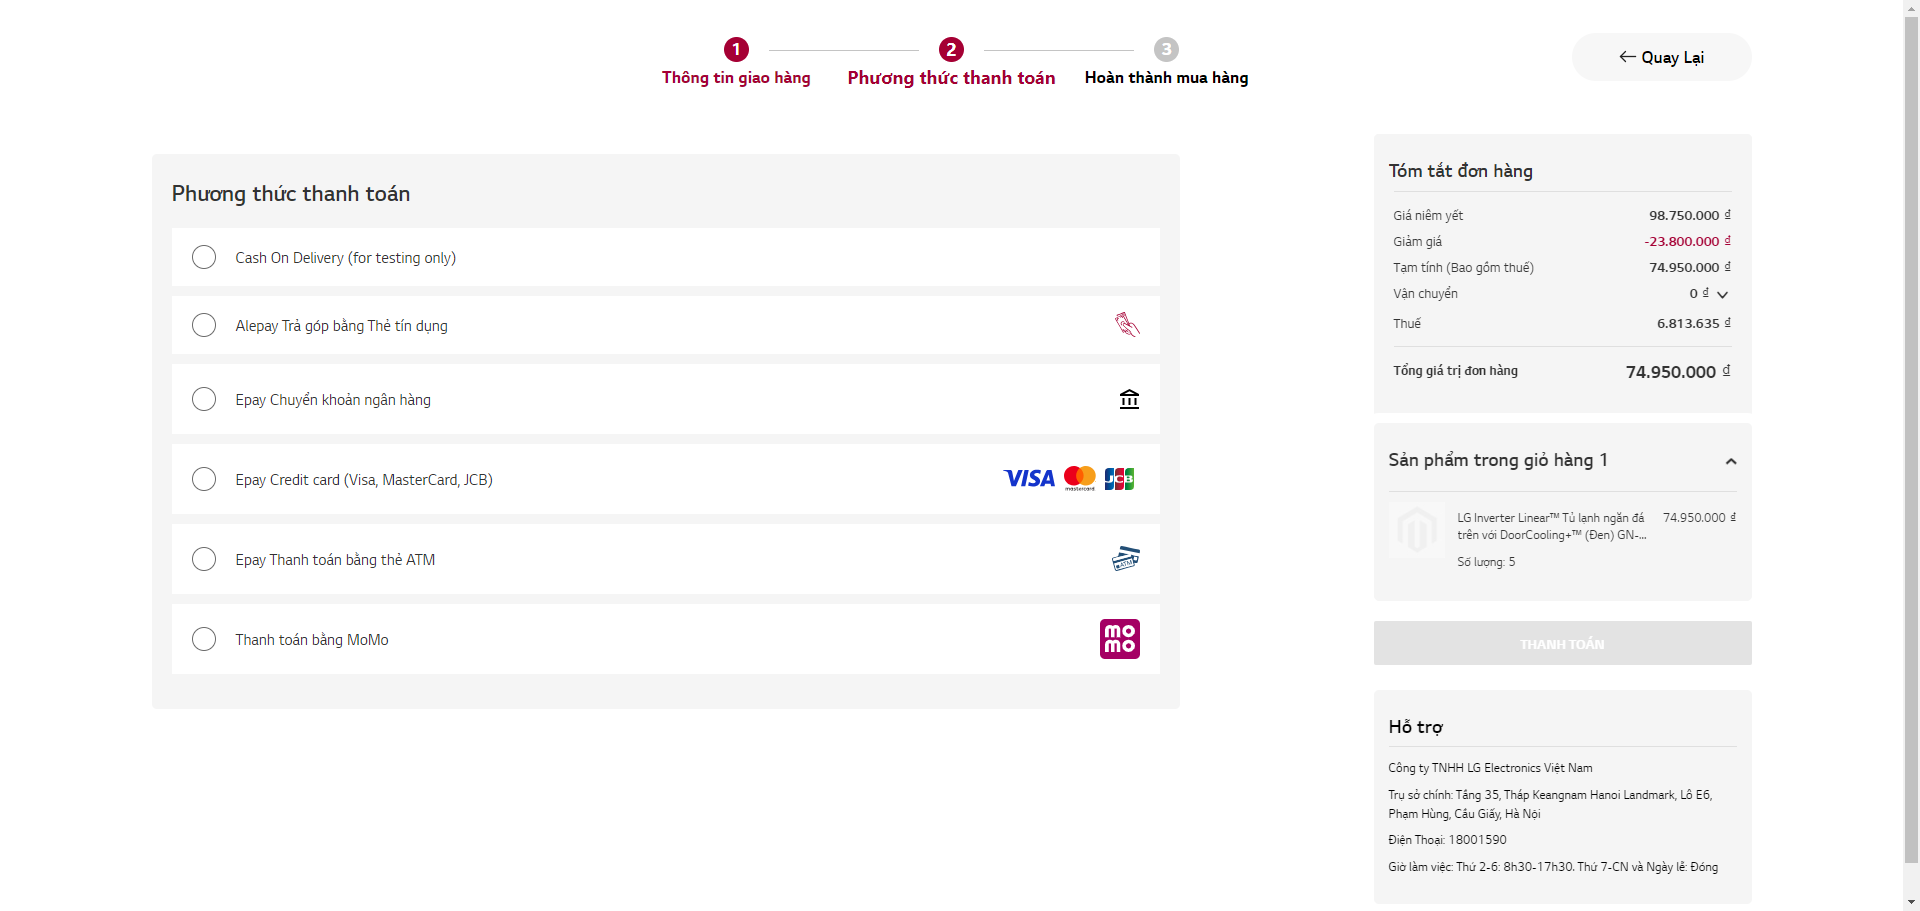 1
2
3
Thông tin giao hàng
Phương thức thanh toán
Hoàn thành mua hàng
Quay Lại
Phương thức thanh toán
Cash On Delivery (for testing only)
Alepay Trả góp bằng Thẻ tín dụng
Epay Chuyển khoản ngân hàng
Epay Credit card (Visa, MasterCard, JCB)
VISA
mastercard
JCB
Epay Thanh toán bằng thẻ ATM
ATM
Thanh toán bằng MoMo
mo
mo
Tóm tắt đơn hàng
Giá niêm yết 98.750.000 ₫
Giảm giá -23.800.000 ₫
Tạm tính (Bao gồm thuế) 74.950.000 ₫
Vận chuyển 0 ₫
Thuế 6.813.635 ₫
Tổng giá trị đơn hàng 74.950.000 ₫
Sản phẩm trong giỏ hàng 1
LG Inverter Linear™ Tủ lạnh ngăn đá 74.950.000 ₫
trên với DoorCooling+™ (Đen) GN-...
Số lượng: 5
THANH TOÁN
Hỗ trợ
Công ty TNHH LG Electronics Việt Nam
Trụ sở chính: Tầng 35, Tháp Keangnam Hanoi Landmark, Lô E6,
Phạm Hùng, Cầu Giấy, Hà Nội
Điện Thoại: 18001590
Giờ làm việc: Thứ 2-6: 8h30-17h30. Thứ 7-CN và Ngày lễ: Đóng